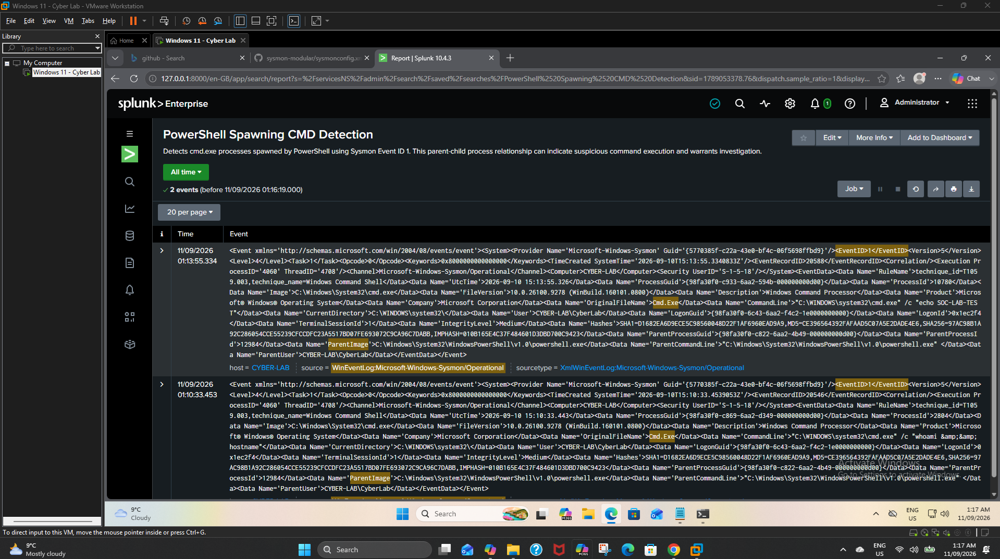 Windows 11 - Cyber Lab - VMware Workstation
File Edit View VM Tabs Help
Library
Type here to search
My Computer
Windows 11 - Cyber Lab
Home
Windows 11 - Cyber Lab
github - Search
sysmon-modular/sysmonconfig.xm
Report | Splunk 10.4.3
127.0.0.1:8000/en-GB/app/search/report?s=%2FservicesNS%2Fadmin%2Fsearch%2Fsaved%2Fsearches%2FPowerShell%2520Spawning%2520CMD%2520Detection&sid=1789053378.76&dispatch.sample_ratio=1&display...
Chat
splunk>Enterprise
1
Administrator
PowerShell Spawning CMD Detection
Edit
More Info
Add to Dashboard
Detects cmd.exe processes spawned by PowerShell using Sysmon Event ID 1. This parent-child process relationship can indicate suspicious command execution and warrants investigation.
All time
2 events (before 11/09/2026 01:16:19.000)
Job
20 per page
i Time Event
11/09/2026
01:13:55.334
<Event xmlns='http://schemas.microsoft.com/win/2004/08/events/event'><System><Provider Name='Microsoft-Windows-Sysmon' Guid='{5770385f-c22a-43e0-bf4c-06f5698ffbd9}'/><EventID>1</EventID><Version>5</Version>
<Level>4</Level><Task>1</Task><Opcode>0</Opcode><Keywords>0x8000000000000000</Keywords><TimeCreated SystemTime='2026-09-10T15:13:55.3340833Z'/><EventRecordID>20588</EventRecordID><Correlation/><Execution Pr
ocessID='4060' ThreadID='4708'/><Channel>Microsoft-Windows-Sysmon/Operational</Channel><Computer>CYBER-LAB</Computer><Security UserID='S-1-5-18'/></System><EventData><Data Name='RuleName'>technique_id=T105
9.003,technique_name=Windows Command Shell</Data><Data Name='UtcTime'>2026-09-10 15:13:55.326</Data><Data Name='ProcessGuid'>{98fa30f0-c933-6aa2-594b-000000000d00}</Data><Data Name='ProcessId'>10780</Data><
Data Name='Image'>C:\Windows\System32\cmd.exe</Data><Data Name='FileVersion'>10.0.26100.9278 (WinBuild.160101.0800)</Data><Data Name='Description'>Windows Command Processor</Data><Data Name='Product'>Micros
oft® Windows® Operating System</Data><Data Name='Company'>Microsoft Corporation</Data><Data Name='OriginalFileName'>Cmd.Exe</Data><Data Name='CommandLine'>"C:\WINDOWS\system32\cmd.exe" /c "echo SOC-LAB-TES
T"</Data><Data Name='CurrentDirectory'>C:\WINDOWS\system32\</Data><Data Name='User'>CYBER-LAB\CyberLab</Data><Data Name='LogonGuid'>{98fa30f0-6c43-6aa2-f4c2-1e0000000000}</Data><Data Name='LogonId'>0x1ec2f4
</Data><Data Name='TerminalSessionId'>1</Data><Data Name='IntegrityLevel'>Medium</Data><Data Name='Hashes'>SHA1=D1682EA6D9ECE5C98560048D22F1AF6960EAD9A9,MD5=CE396564392FAFAAD5C07A5E2DADE4E6,SHA256=97AC98B1A
92C286054CCE55239CFCCDFC23A5517BD07FE693072C9CA96C7DABB,IMPHASH=010B165E4C37F484601D3DBD700C9423</Data><Data Name='ParentProcessGuid'>{98fa30f0-c822-6aa2-4b49-000000000d00}</Data><Data Name='ParentProcessI
d'>12984</Data><Data Name='ParentImage'>C:\Windows\System32\WindowsPowerShell\v1.0\powershell.exe</Data><Data Name='ParentCommandLine'>"C:\Windows\System32\WindowsPowerShell\v1.0\powershell.exe" </Data><Dat
a Name='ParentUser'>CYBER-LAB\CyberLab</Data></EventData></Event>
host = CYBER-LAB source = WinEventLog:Microsoft-Windows-Sysmon/Operational sourcetype = XmlWinEventLog:Microsoft-Windows-Sysmon/Operational
11/09/2026
01:10:33.453
<Event xmlns='http://schemas.microsoft.com/win/2004/08/events/event'><System><Provider Name='Microsoft-Windows-Sysmon' Guid='{5770385f-c22a-43e0-bf4c-06f5698ffbd9}'/><EventID>1</EventID><Version>5</Version>
<Level>4</Level><Task>1</Task><Opcode>0</Opcode><Keywords>0x8000000000000000</Keywords><TimeCreated SystemTime='2026-09-10T15:10:33.4539053Z'/><EventRecordID>20546</EventRecordID><Correlation/><Execution Pr
ocessID='4060' ThreadID='4708'/><Channel>Microsoft-Windows-Sysmon/Operational</Channel><Computer>CYBER-LAB</Computer><Security UserID='S-1-5-18'/></System><EventData><Data Name='RuleName'>technique_id=T105
9.003,technique_name=Windows Command Shell</Data><Data Name='UtcTime'>2026-09-10 15:10:33.443</Data><Data Name='ProcessGuid'>{98fa30f0-c869-6aa2-d349-000000000d00}</Data><Data Name='ProcessId'>2804</Data><D
ata Name='Image'>C:\Windows\System32\cmd.exe</Data><Data Name='FileVersion'>10.0.26100.9278 (WinBuild.160101.0800)</Data><Data Name='Description'>Windows Command Processor</Data><Data Name='Product'>Microso
ft® Windows® Operating System</Data><Data Name='Company'>Microsoft Corporation</Data><Data Name='OriginalFileName'>Cmd.Exe</Data><Data Name='CommandLine'>"C:\WINDOWS\system32\cmd.exe" /c "whoami &amp;&amp;
hostname"</Data><Data Name='CurrentDirectory'>C:\WINDOWS\system32\</Data><Data Name='User'>CYBER-LAB\CyberLab</Data><Data Name='LogonGuid'>{98fa30f0-6c43-6aa2-f4c2-1e0000000000}</Data><Data Name='LogonId'>0
x1ec2f4</Data><Data Name='TerminalSessionId'>1</Data><Data Name='IntegrityLevel'>Medium</Data><Data Name='Hashes'>SHA1=D1682EA6D9ECE5C98560048D22F1AF6960EAD9A9,MD5=CE396564392FAFAAD5C07A5E2DADE4E6,SHA256=97
AC98B1A92C286054CCE55239CFCCDFC23A5517BD07FE693072C9CA96C7DABB,IMPHASH=010B165E4C37F484601D3DBD700C9423</Data><Data Name='ParentProcessGuid'>{98fa30f0-c822-6aa2-4b49-000000000d00}</Data><Data Name='ParentPr
ocessId'>12984</Data><Data Name='ParentImage'>C:\Windows\System32\WindowsPowerShell\v1.0\powershell.exe</Data><Data Name='ParentCommandLine'>"C:\Windows\System32\WindowsPowerShell\v1.0\powershell.exe" </Dat
a><Data Name='ParentUser'>CYBER-LAB\CyberLab</Data></EventData></Event>
Activate Windows
Go to Settings to activate Windows.
9°C
Cloudy
Search
M365
ENG
US
1:17 AM
11/09/2026
To direct input to this VM, move the mouse pointer inside or press Ctrl+G.
9°C
Mostly cloudy
Search
M365
ENG
US
1:17 AM
11/09/2026